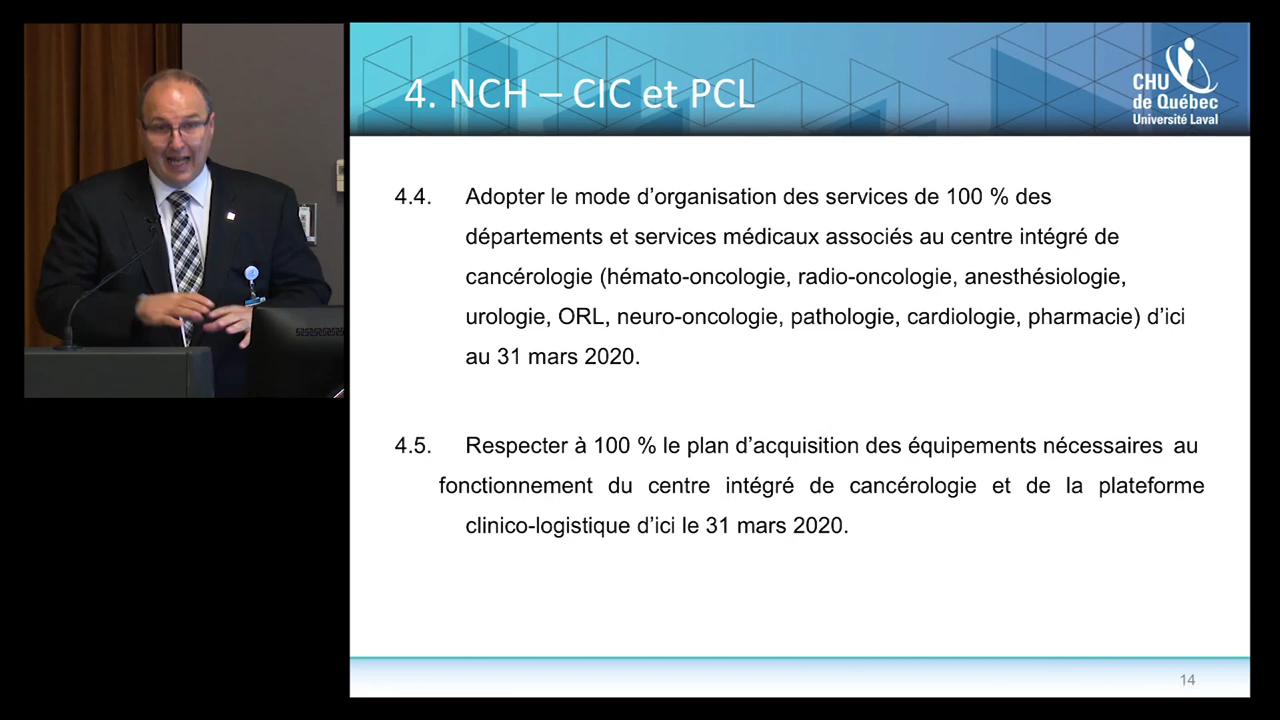 4. NCH – CIC et PCL
CHU
de Québec
Université Laval
4.4. Adopter le mode d’organisation des services de 100 % des
départements et services médicaux associés au centre intégré de
cancérologie (hémato-oncologie, radio-oncologie, anesthésiologie,
urologie, ORL, neuro-oncologie, pathologie, cardiologie, pharmacie) d’ici
au 31 mars 2020.
4.5. Respecter à 100 % le plan d’acquisition des équipements nécessaires au
fonctionnement du centre intégré de cancérologie et de la plateforme
clinico-logistique d’ici le 31 mars 2020.
14